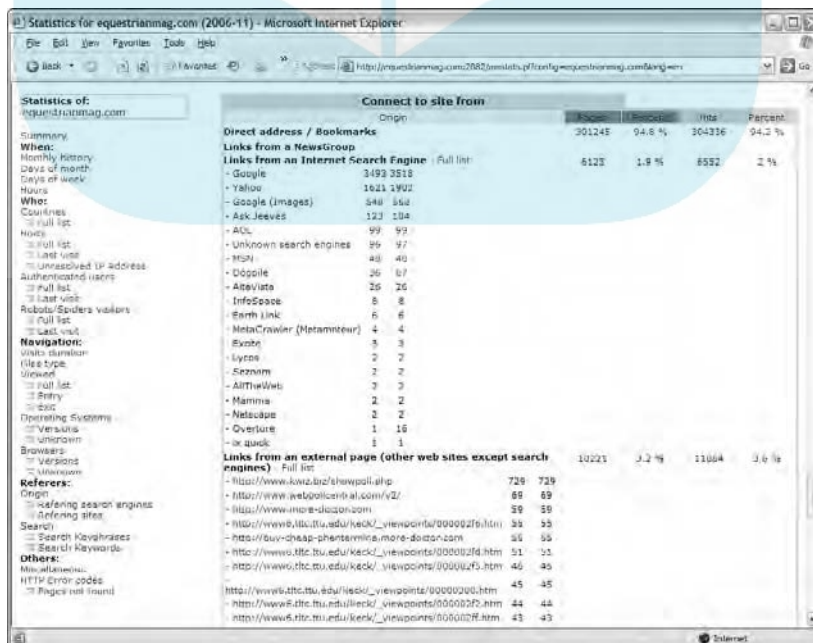 Statistics for equestrianmag.com (2006-11) - Microsoft Internet Explorer
File Edit View Favorites Tools Help
Back Favorites Address Go
Statistics of:
equestrianmag.com
Summary
When:
Monthly history
Days of month
Days of week
Hours
Who:
Countries
Full list
Hosts
Full list
Last visit
Unresolved IP Address
Authenticated users
Full list
Last visit
Robots/Spiders visitors
Full list
Last visit
Navigation:
Visits duration
Files type
Viewed
Full list
Entry
Exit
Operating Systems
Versions
Unknown
Browsers
Versions
Unknown
Referers:
Origin
Refering search engines
Refering sites
Search
Search Keyphrases
Search Keywords
Others:
Miscellaneous
HTTP Error codes
Pages not found
Connect to site from
Origin Pages Percent Hits Percent
Direct address / Bookmarks 301245 94.8 % 304336 94.2 %
Links from a NewsGroup
Links from an Internet Search Engine - Full list 6123 1.9 % 6552 2 %
- Google 3493 3518
- Yahoo 1621 1902
- Google (Images)
- Ask Jeeves 123
- AOL 99 99
- Unknown search engines 96 97
- MSN
- Dogpile
- AltaVista 26 26
- InfoSpace 8 8
- Earth Link 6 6
- MetaCrawler 4 4
- Excite 3 3
- Lycos 2 2
- Seznam 2 2
- AllTheWeb 2 2
- Mamma 2 2
- Netscape 2 2
- Overture 1 16
- ix quick 1 1
Links from an external page (other web sites except search
engines) - Full list 3.2 %
- http://www.kwiz.biz/showpoll.php 729 729
- http://www.webpollcentral.com/v2/ 69 69
- http://www.more-doctor.com 59 59
- http://www6.tltc.ttu.edu/keck/_viewpoints/000002f6.htm 55 55
- http://buy-cheap-phentermine.more-doctor.com 55 55
- http://www6.tltc.ttu.edu/keck/_viewpoints/000002fd.htm 51 51
- http://www6.tltc.ttu.edu/keck/_viewpoints/000002f5.htm 46 46
-
http://www6.tltc.ttu.edu/keck/_viewpoints/00000300.htm 45 45
- http://www6.tltc.ttu.edu/keck/_viewpoints/000002f2.htm 44 44
- http://www6.tltc.ttu.edu/keck/_viewpoints/000002ff.htm 43 43
Internet